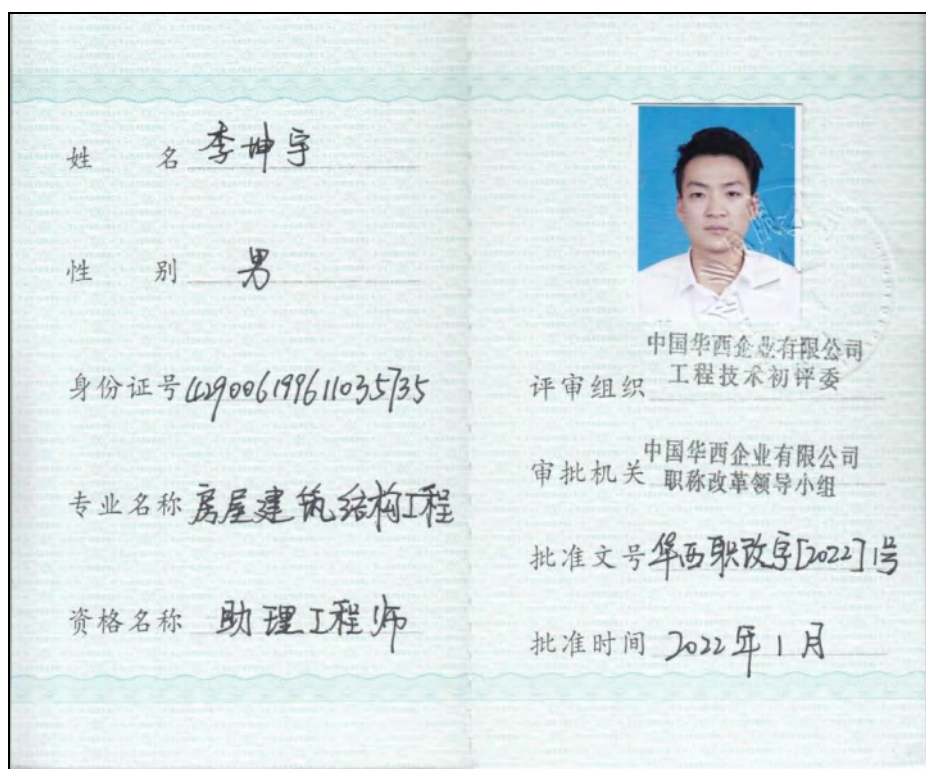 姓 名 李坤宇
性 别 男
身份证号 429006199611035735
专业名称 房屋建筑结构工程
资格名称 助理工程师
中国华西企业有限公司
评审组织 工程技术初评委
中国华西企业有限公司
审批机关 职称改革领导小组
批准文号 华西职改字[2022]1号
批准时间 2022年1月